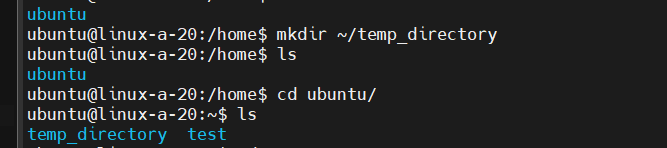 ubuntu
ubuntu@linux-a-20:/home$ mkdir ~/temp_directory
ubuntu@linux-a-20:/home$ ls
ubuntu
ubuntu@linux-a-20:/home$ cd ubuntu/
ubuntu@linux-a-20:~$ ls
temp_directory  test